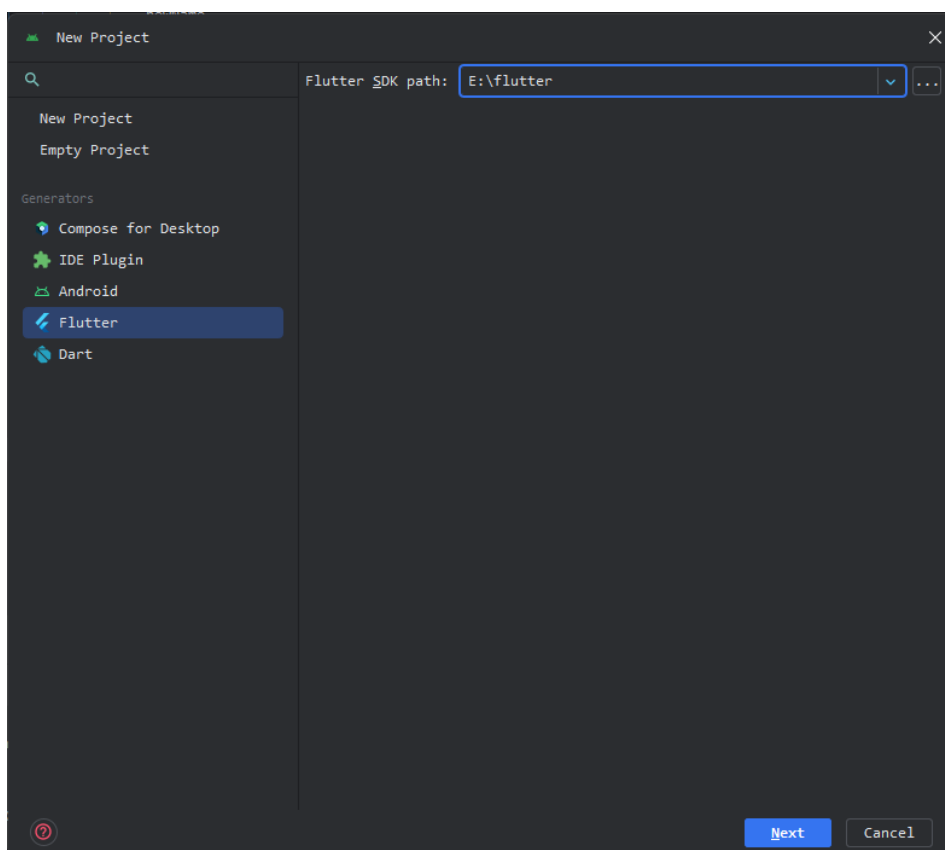 New Project
Flutter SDK path: E:\flutter ...
New Project
Empty Project
Generators
Compose for Desktop
IDE Plugin
Android
Flutter
Dart
Next Cancel